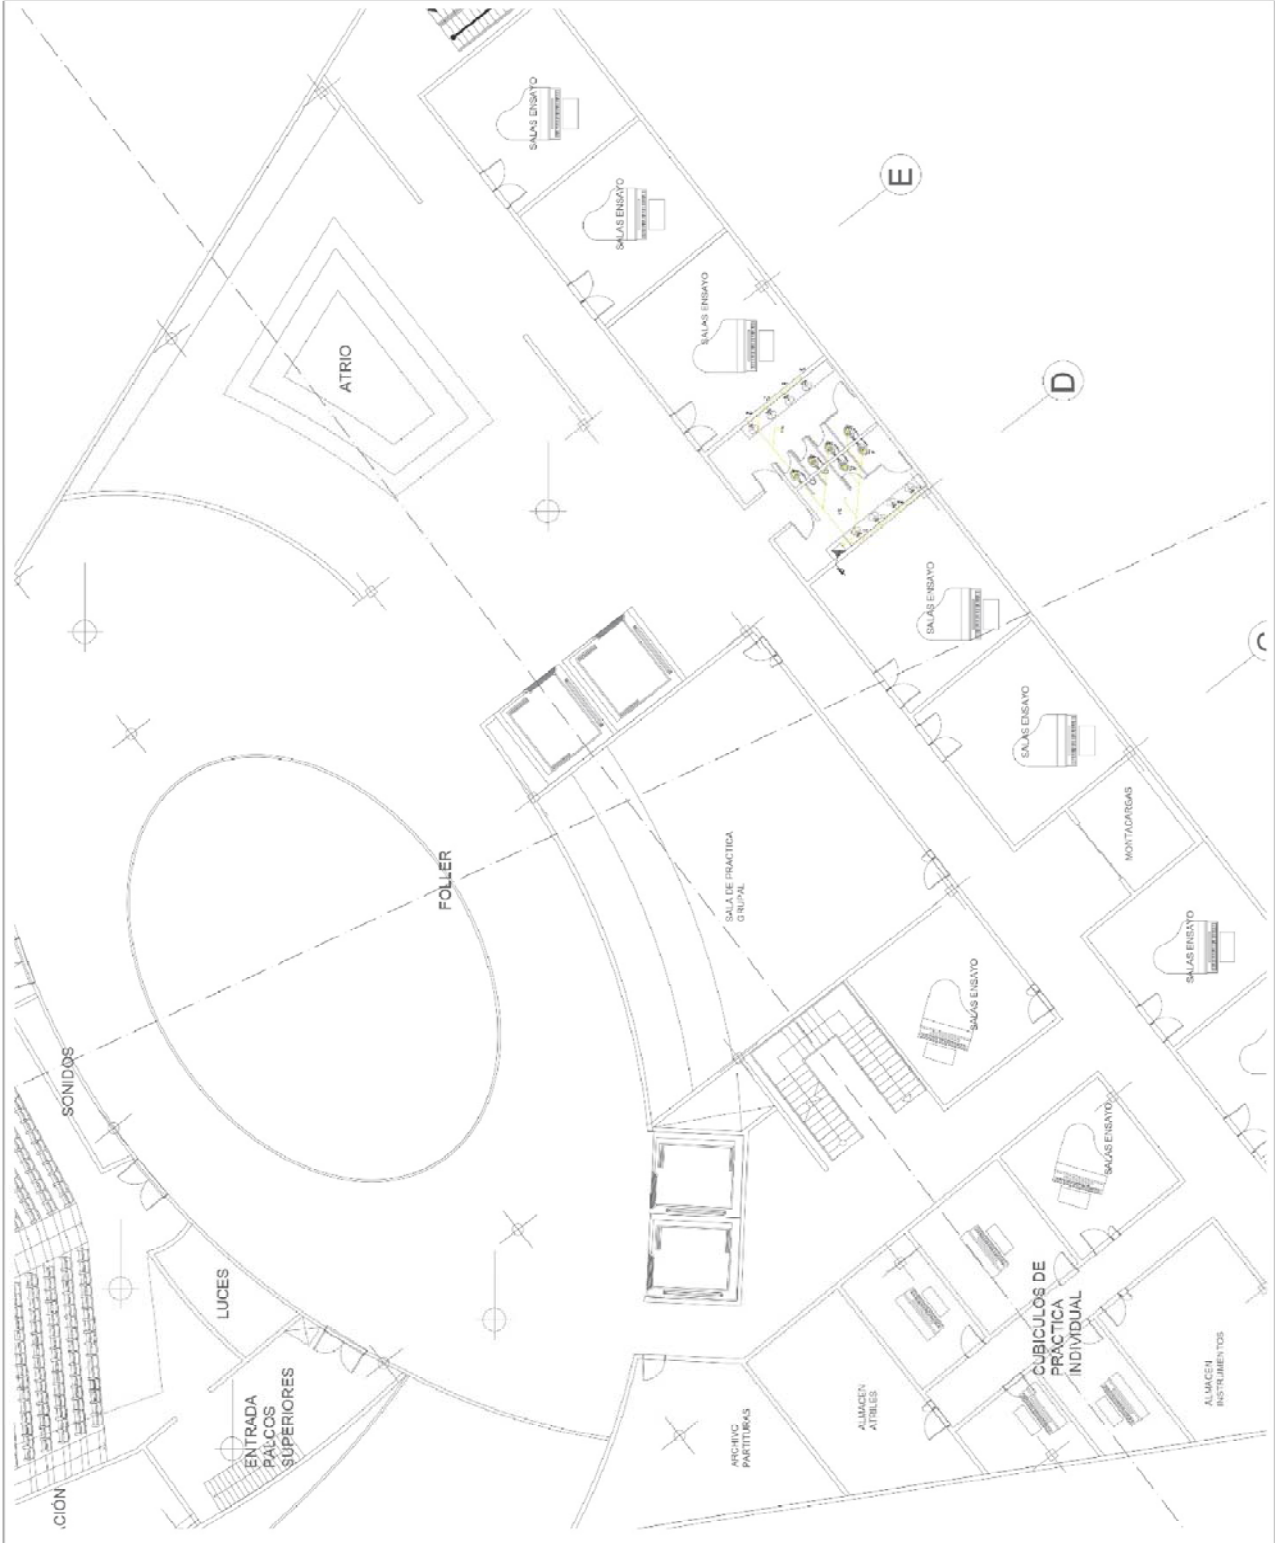 SALAS ENSAYO
SALAS ENSAYO
E
SALAS ENSAYO
ATRIO
D
SALAS ENSAYO
SALAS ENSAYO
MONTACARGAS
FOLLER
SALA DE PRACTICA
GRUPAL
SALAS ENSAYO
SALAS ENSAYO
SONIDOS
SALAS ENSAYO
LUCES
CUBICULOS DE
PRACTICA
INDIVIDUAL
ENTRADA
PALCOS
SUPERIORES
ALMACEN
ATRILES
ALMACEN
INSTRUMENTOS
ARCHIVO
PARTITURAS
CIÓN